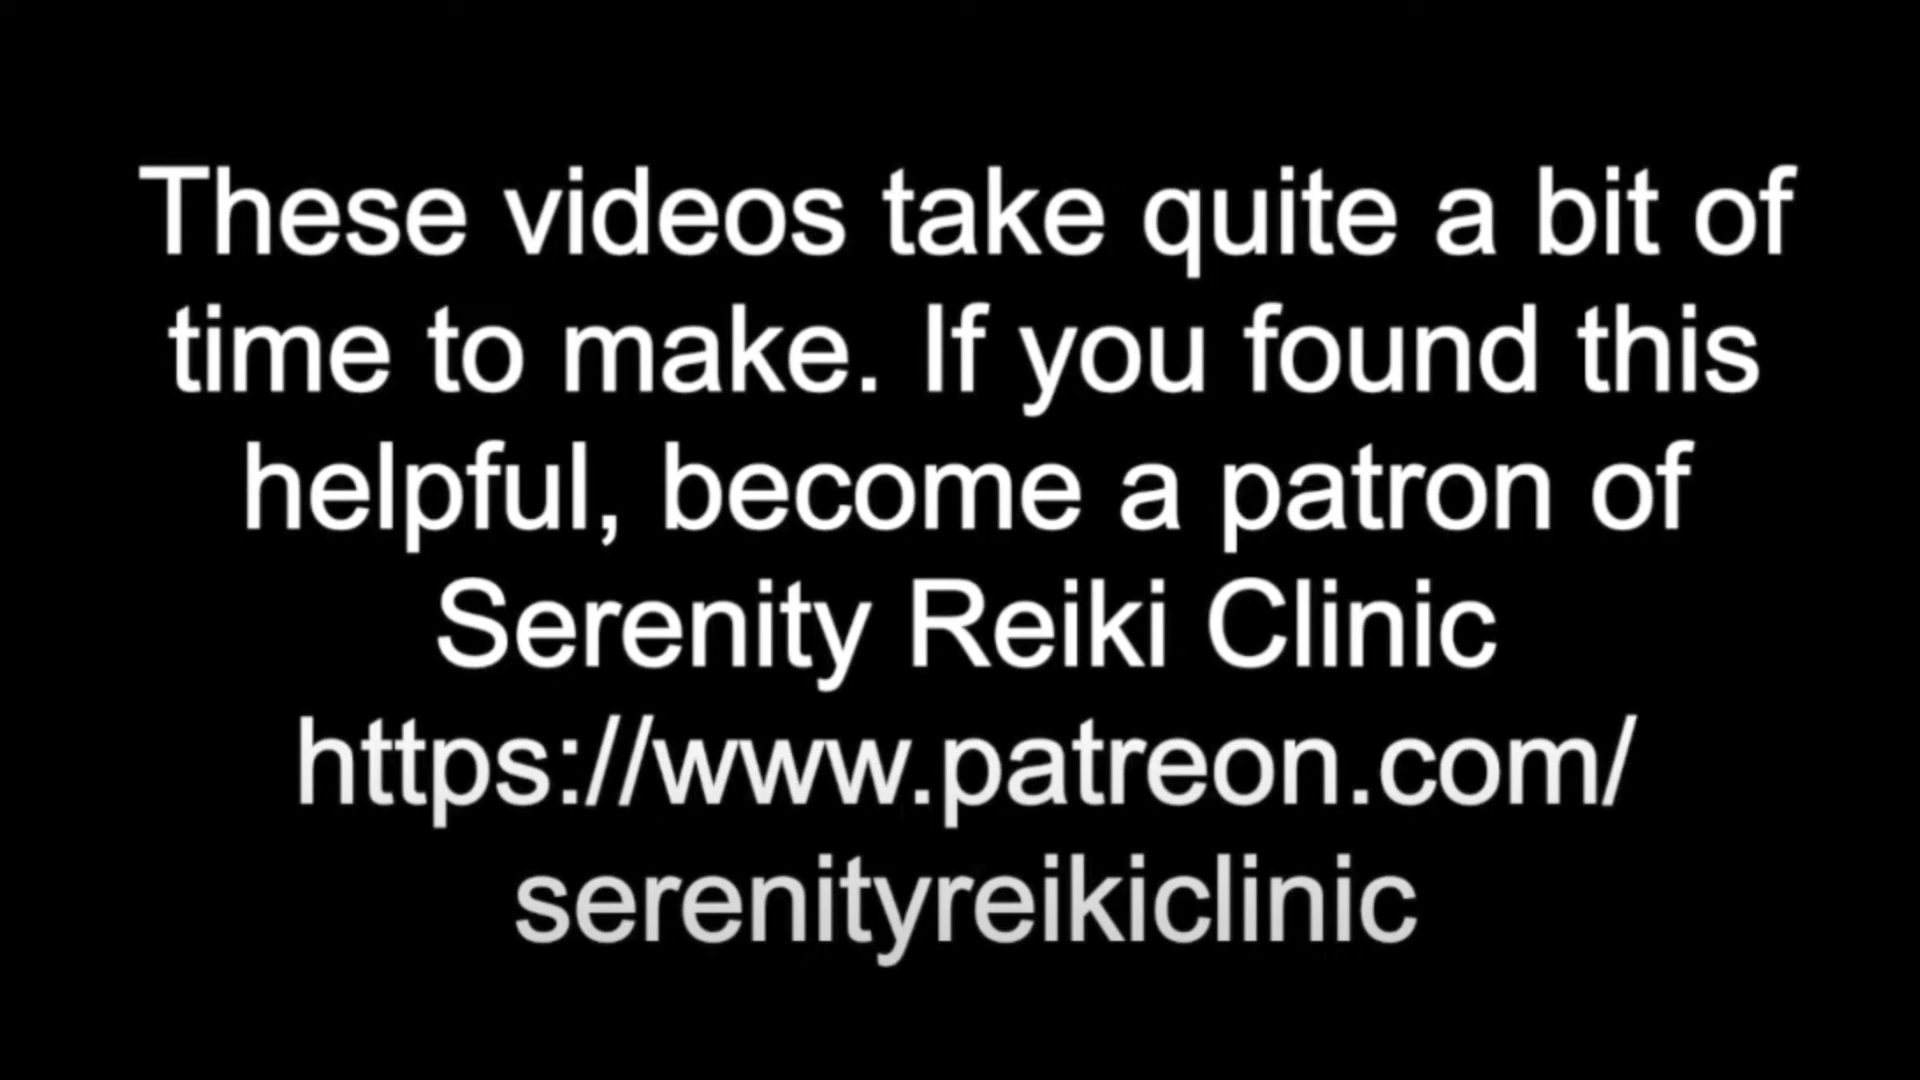 These videos take quite a bit of
time to make. If you found this
helpful, become a patron of
Serenity Reiki Clinic
https://www.patreon.com/
serenityreikiclinic